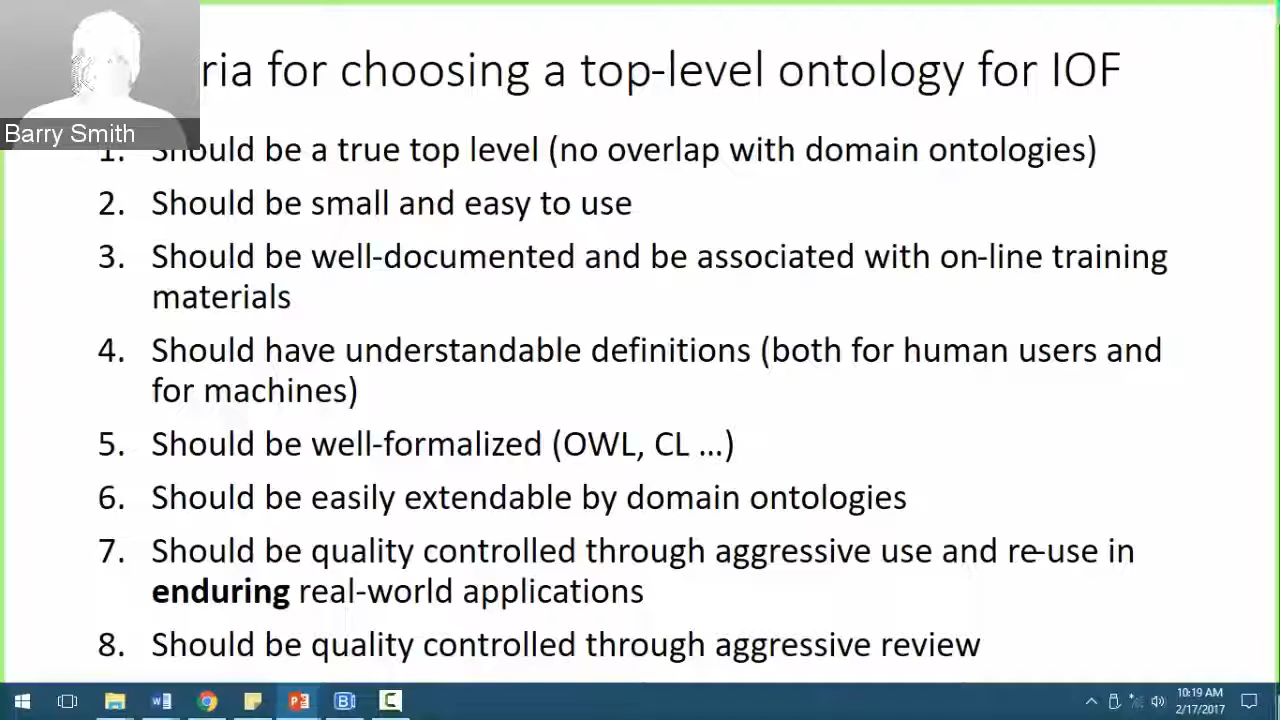 ria for choosing a top-level ontology for IOF
Barry Smith
1. Should be a true top level (no overlap with domain ontologies)
2. Should be small and easy to use
3. Should be well-documented and be associated with on-line training
materials
4. Should have understandable definitions (both for human users and
for machines)
5. Should be well-formalized (OWL, CL …)
6. Should be easily extendable by domain ontologies
7. Should be quality controlled through aggressive use and re-use in
enduring real-world applications
8. Should be quality controlled through aggressive review
10:19 AM
2/17/2017